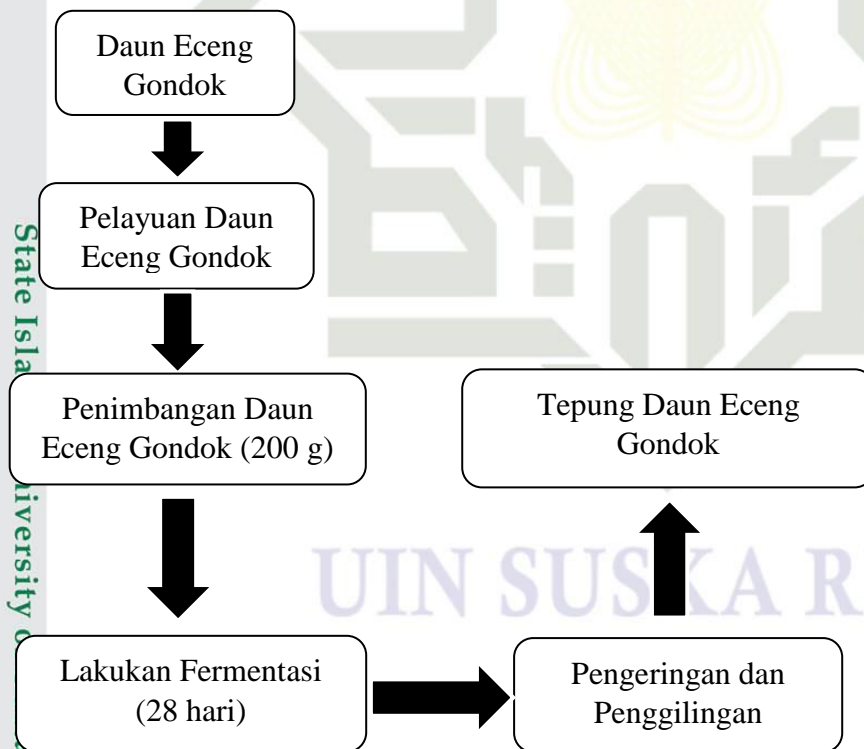 Daun Eceng
Gondok
Pelayuan Daun
Eceng Gondok
Penimbangan Daun
Eceng Gondok (200 g)
Lakukan Fermentasi
(28 hari)
Pengeringan dan
Penggilingan
Tepung Daun Eceng
Gondok
UIN SUSKA R
State Isla
niversity o